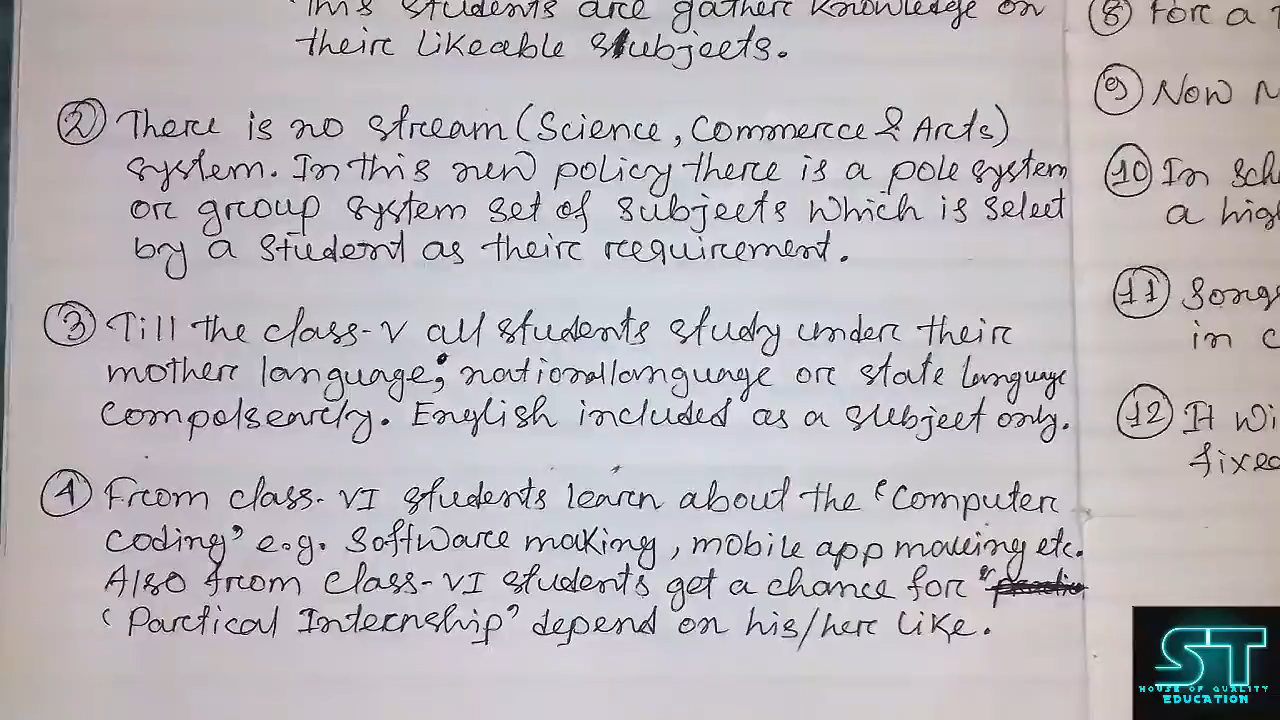 This students are gather knowledge on
their likeable subjects.
② There is no stream (Science, Commerce & Arts)
system. In this new policy there is a pole system
or group system set of subjects which is select
by a student as their requirement.
③ Till the class-V all students study under their
mother language, national language or state language
compolsearily. English included as a subject only.
④ From class-VI students learn about the "Computer
coding" e.g. software making, mobile app making etc.
Also from class-VI students get a chance for
'Practical Internship' depend on his/her like.
⑧ For a
⑨ Now
⑩ In Sch
a hig
⑪ Songs
in c
⑫ It wi
fixed
ST
HOUSE OF QUALITY
EDUCATION